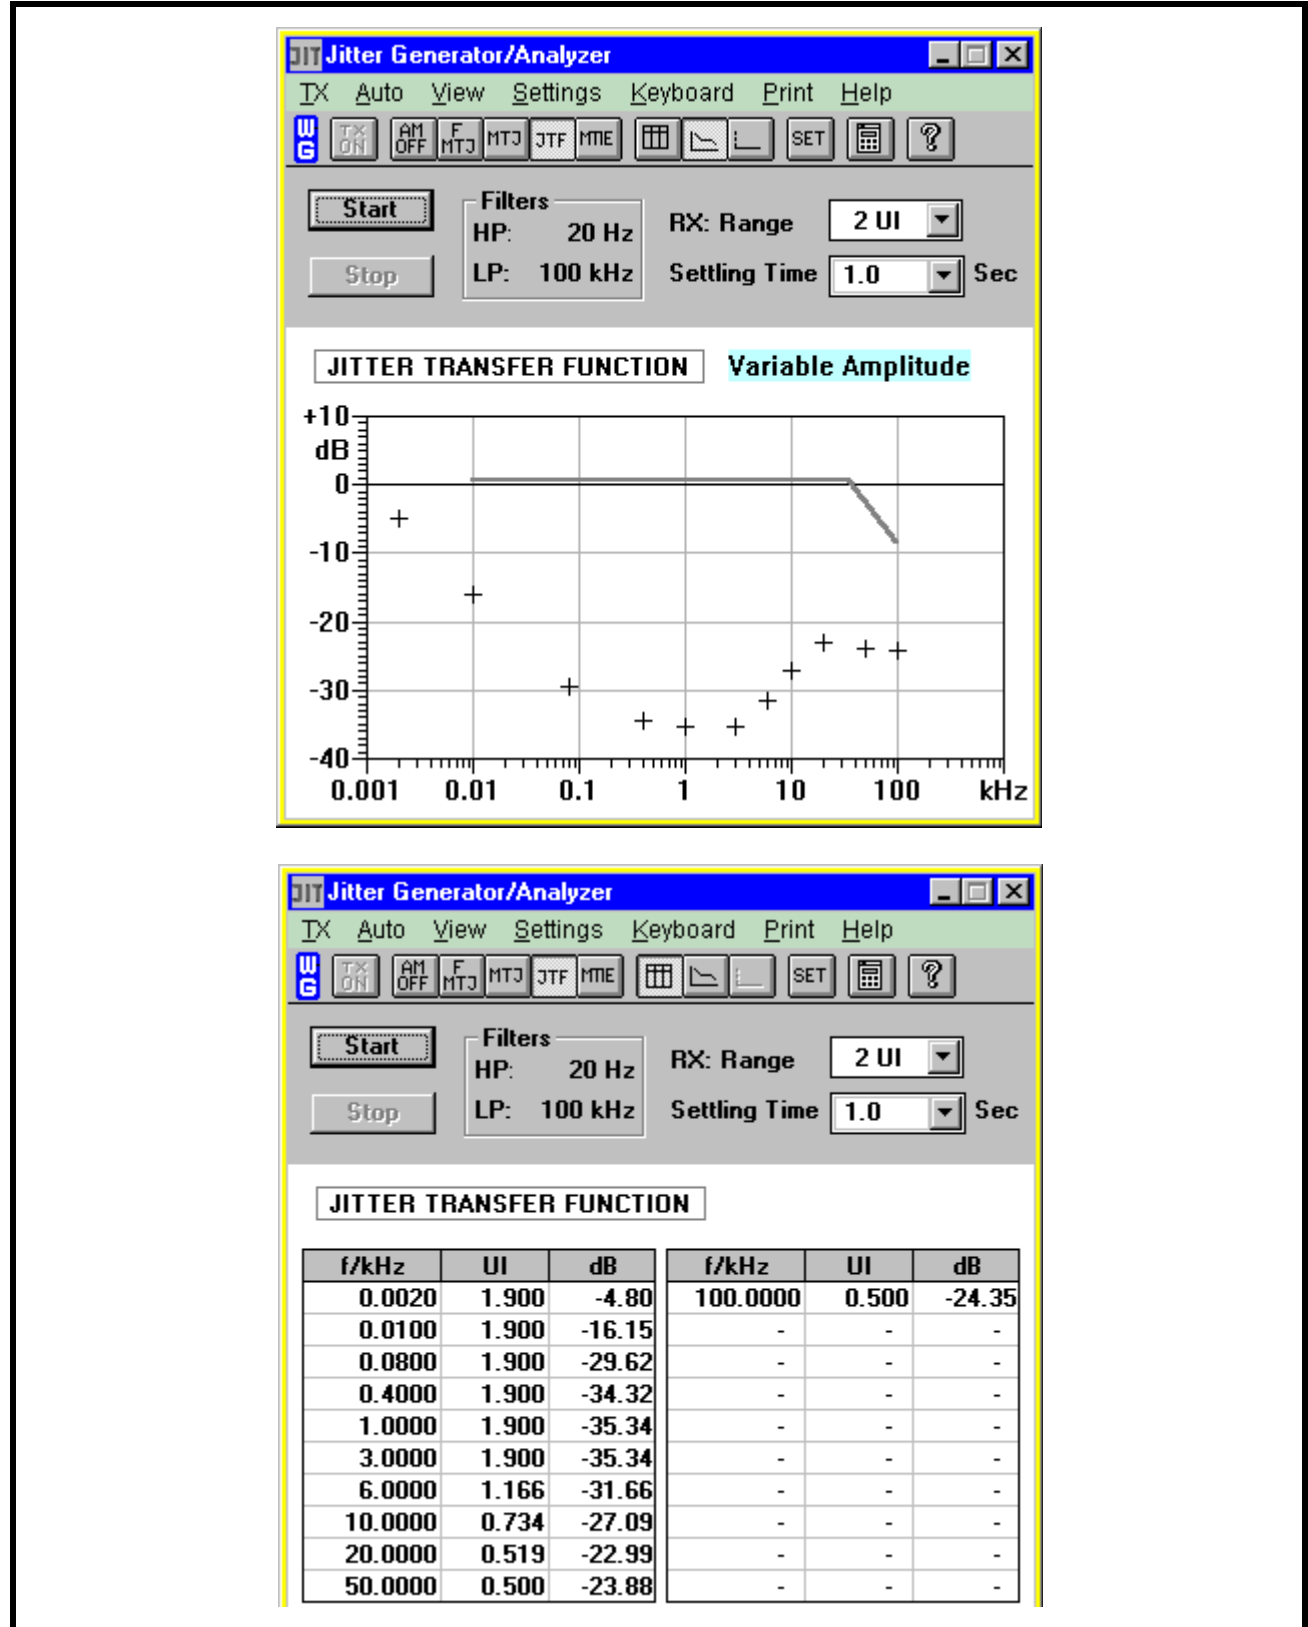 JIT Jitter Generator/Analyzer
TX Auto View Settings Keyboard Print Help
WG TX ON AM OFF F MTJ MTJ JTF MTIE SET ?
Start Filters RX: Range 2 UI
HP: 20 Hz
Stop LP: 100 kHz Settling Time 1.0 Sec
JITTER TRANSFER FUNCTION Variable Amplitude
+10
dB
0
-10
-20
-30
-40
0.001 0.01 0.1 1 10 100 kHz
JIT Jitter Generator/Analyzer
TX Auto View Settings Keyboard Print Help
WG TX ON AM OFF F MTJ MTJ JTF MTIE SET ?
Start Filters RX: Range 2 UI
HP: 20 Hz
Stop LP: 100 kHz Settling Time 1.0 Sec
JITTER TRANSFER FUNCTION
f/kHz UI dB f/kHz UI dB
0.0020 1.900 -4.80 100.0000 0.500 -24.35
0.0100 1.900 -16.15 - - -
0.0800 1.900 -29.62 - - -
0.4000 1.900 -34.32 - - -
1.0000 1.900 -35.34 - - -
3.0000 1.900 -35.34 - - -
6.0000 1.166 -31.66 - - -
10.0000 0.734 -27.09 - - -
20.0000 0.519 -22.99 - - -
50.0000 0.500 -23.88 - - -